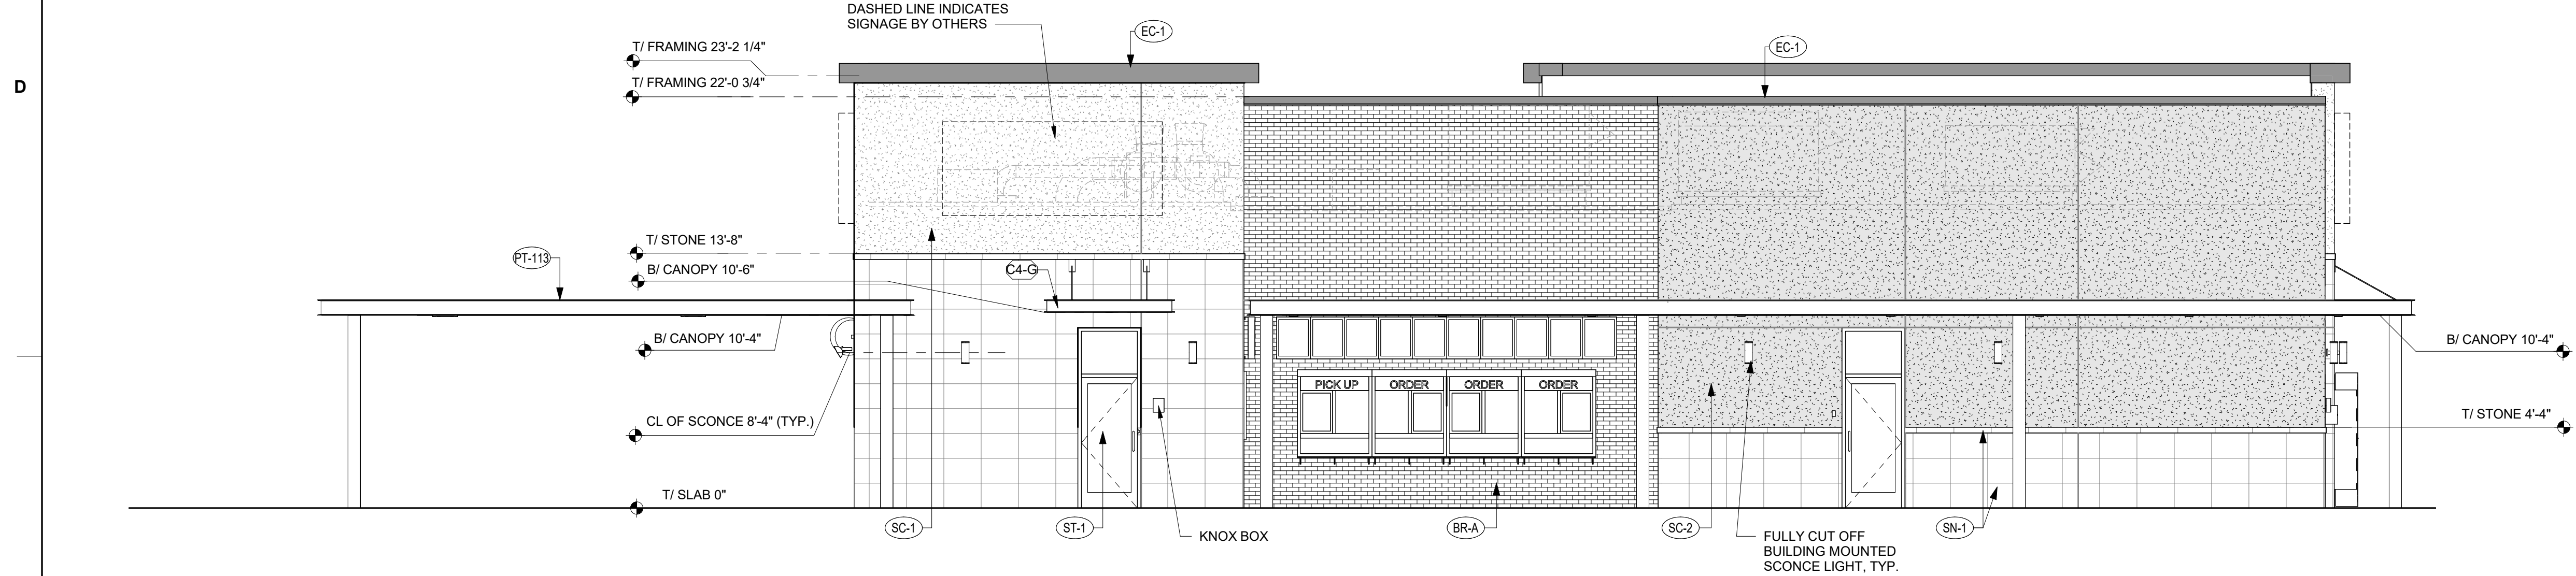 DASHED LINE INDICATES
SIGNAGE BY OTHERS
EC-1
EC-1
D
T/ FRAMING 23'-2 1/4"
T/ FRAMING 22'-0 3/4"
T/ STONE 13'-8"
PT-113
B/ CANOPY 10'-6"
C4-G
B/ CANOPY 10'-4"
B/ CANOPY 10'-4"
PICK UP
ORDER
ORDER
ORDER
CL OF SCONCE 8'-4" (TYP.)
T/ STONE 4'-4"
T/ SLAB 0"
SC-1
ST-1
KNOX BOX
BR-A
SC-2
FULLY CUT OFF
BUILDING MOUNTED
SCONCE LIGHT, TYP.
SN-1